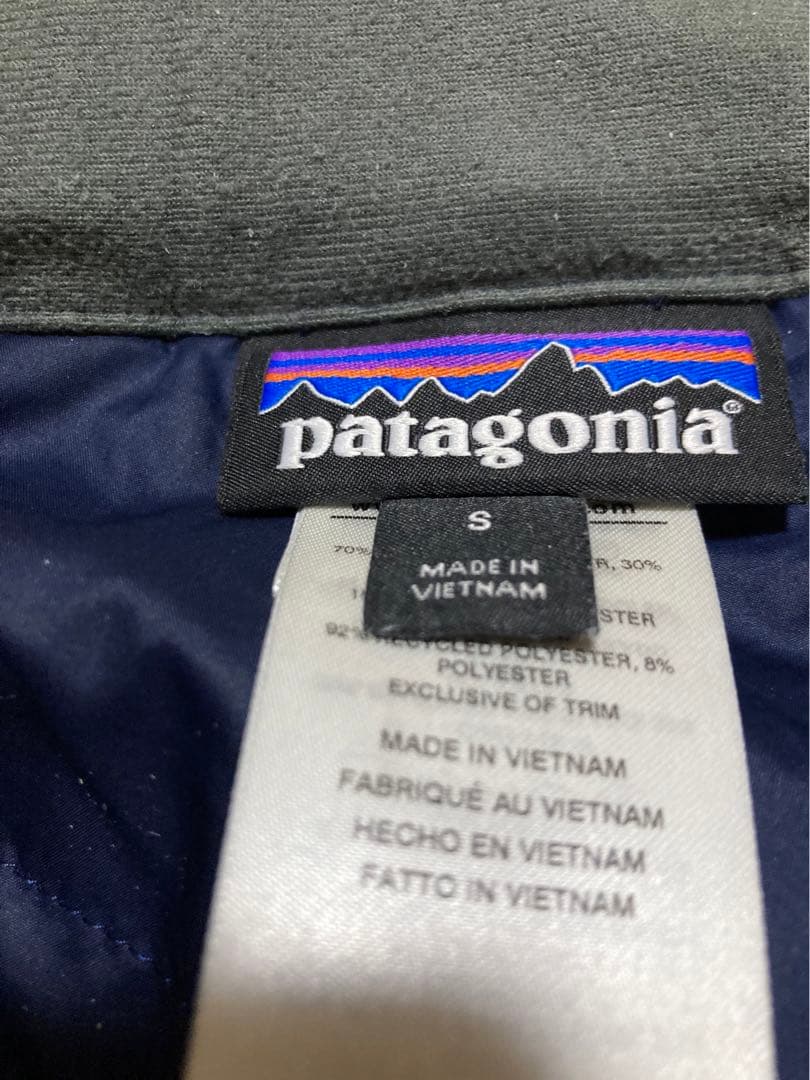 patagonia®
S
MADE IN
VIETNAM
70% R, 30%
STER
92% RECYCLED POLYESTER, 8%
POLYESTER
EXCLUSIVE OF TRIM
MADE IN VIETNAM
FABRIQUÉ AU VIETNAM
HECHO EN VIETNAM
FATTO IN VIETNAM